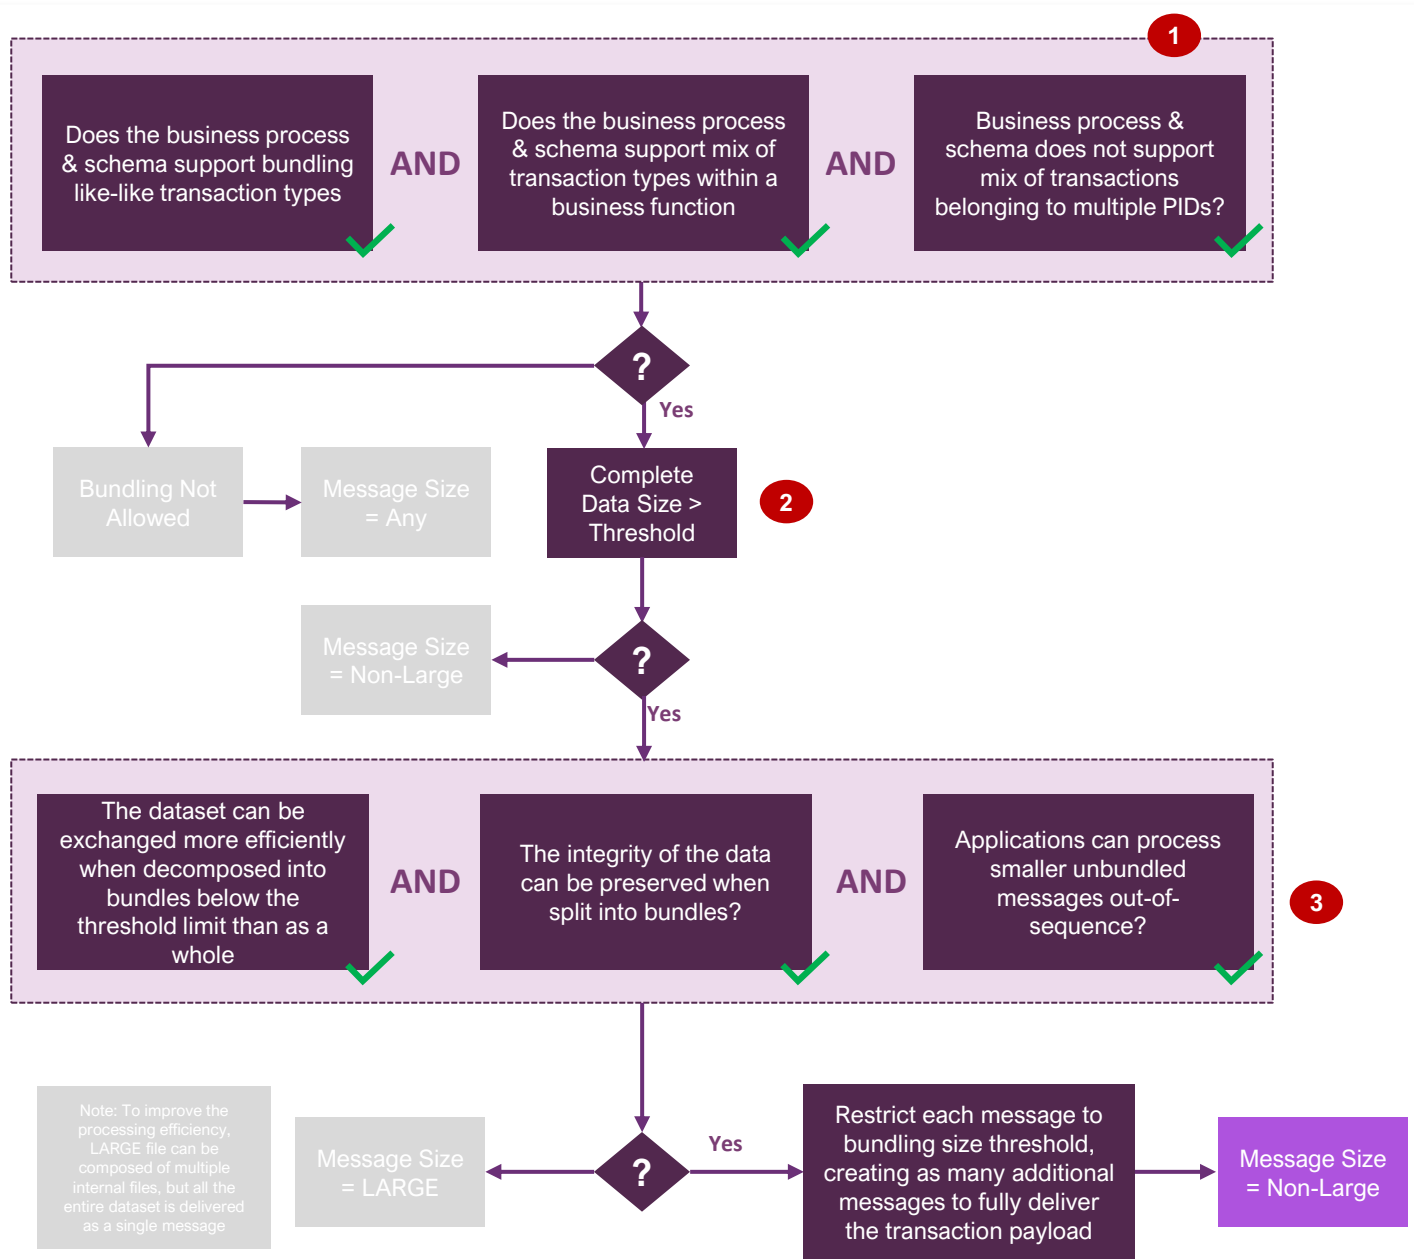 1
Does the business process
& schema support bundling
like-like transaction types
AND
Does the business process
& schema support mix of
transaction types within a
business function
AND
Business process &
schema does not support
mix of transactions
belonging to multiple PIDs?
?
Yes
Bundling Not
Allowed
Message Size
= Any
Complete
Data Size >
Threshold
2
Message Size
= Non-Large
?
Yes
The dataset can be
exchanged more efficiently
when decomposed into
bundles below the
threshold limit than as a
whole
AND
The integrity of the data
can be preserved when
split into bundles?
AND
Applications can process
smaller unbundled
messages out-of-
sequence?
3
Note: To improve the
processing efficiency,
LARGE file can be
composed of multiple
internal files, but all the
entire dataset is delivered
as a single message
Message Size
= LARGE
?
Yes
Restrict each message to
bundling size threshold,
creating as many additional
messages to fully deliver
the transaction payload
Message Size
= Non-Large